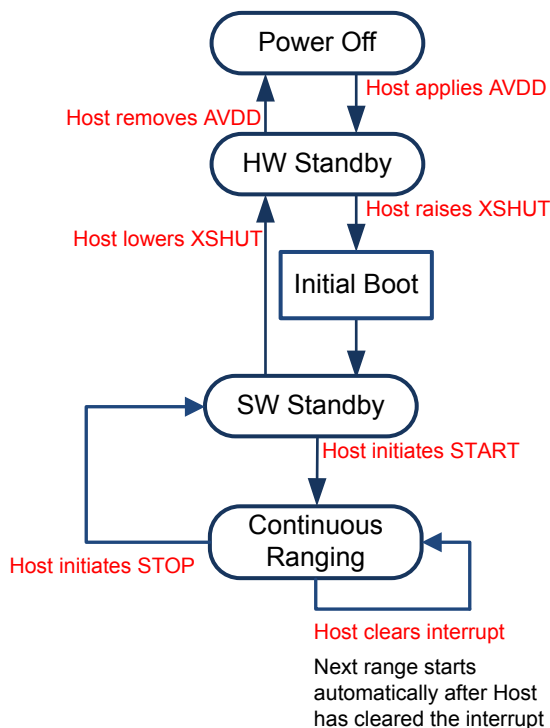 Power Off
Host applies AVDD
Host removes AVDD
HW Standby
Host raises XSHUT
Host lowers XSHUT
Initial Boot
SW Standby
Host initiates START
Continuous
Ranging
Host initiates STOP
Host clears interrupt
Next range starts
automatically after Host
has cleared the interrupt